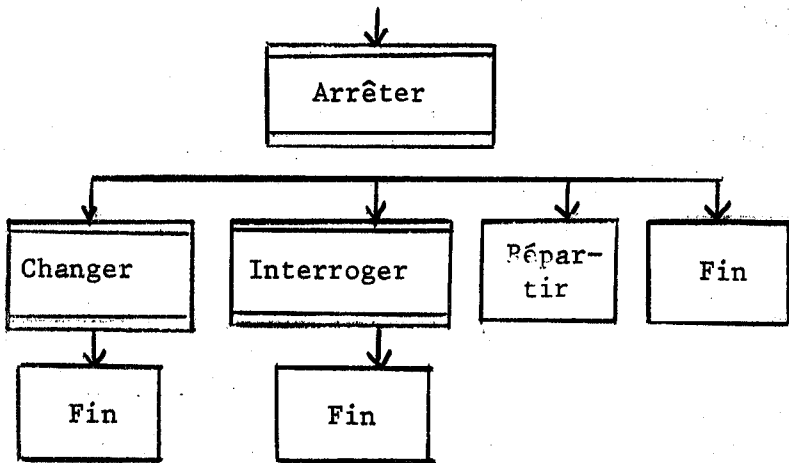 Arrêter
Changer
Interroger
Répar-
tir
Fin
Fin
Fin